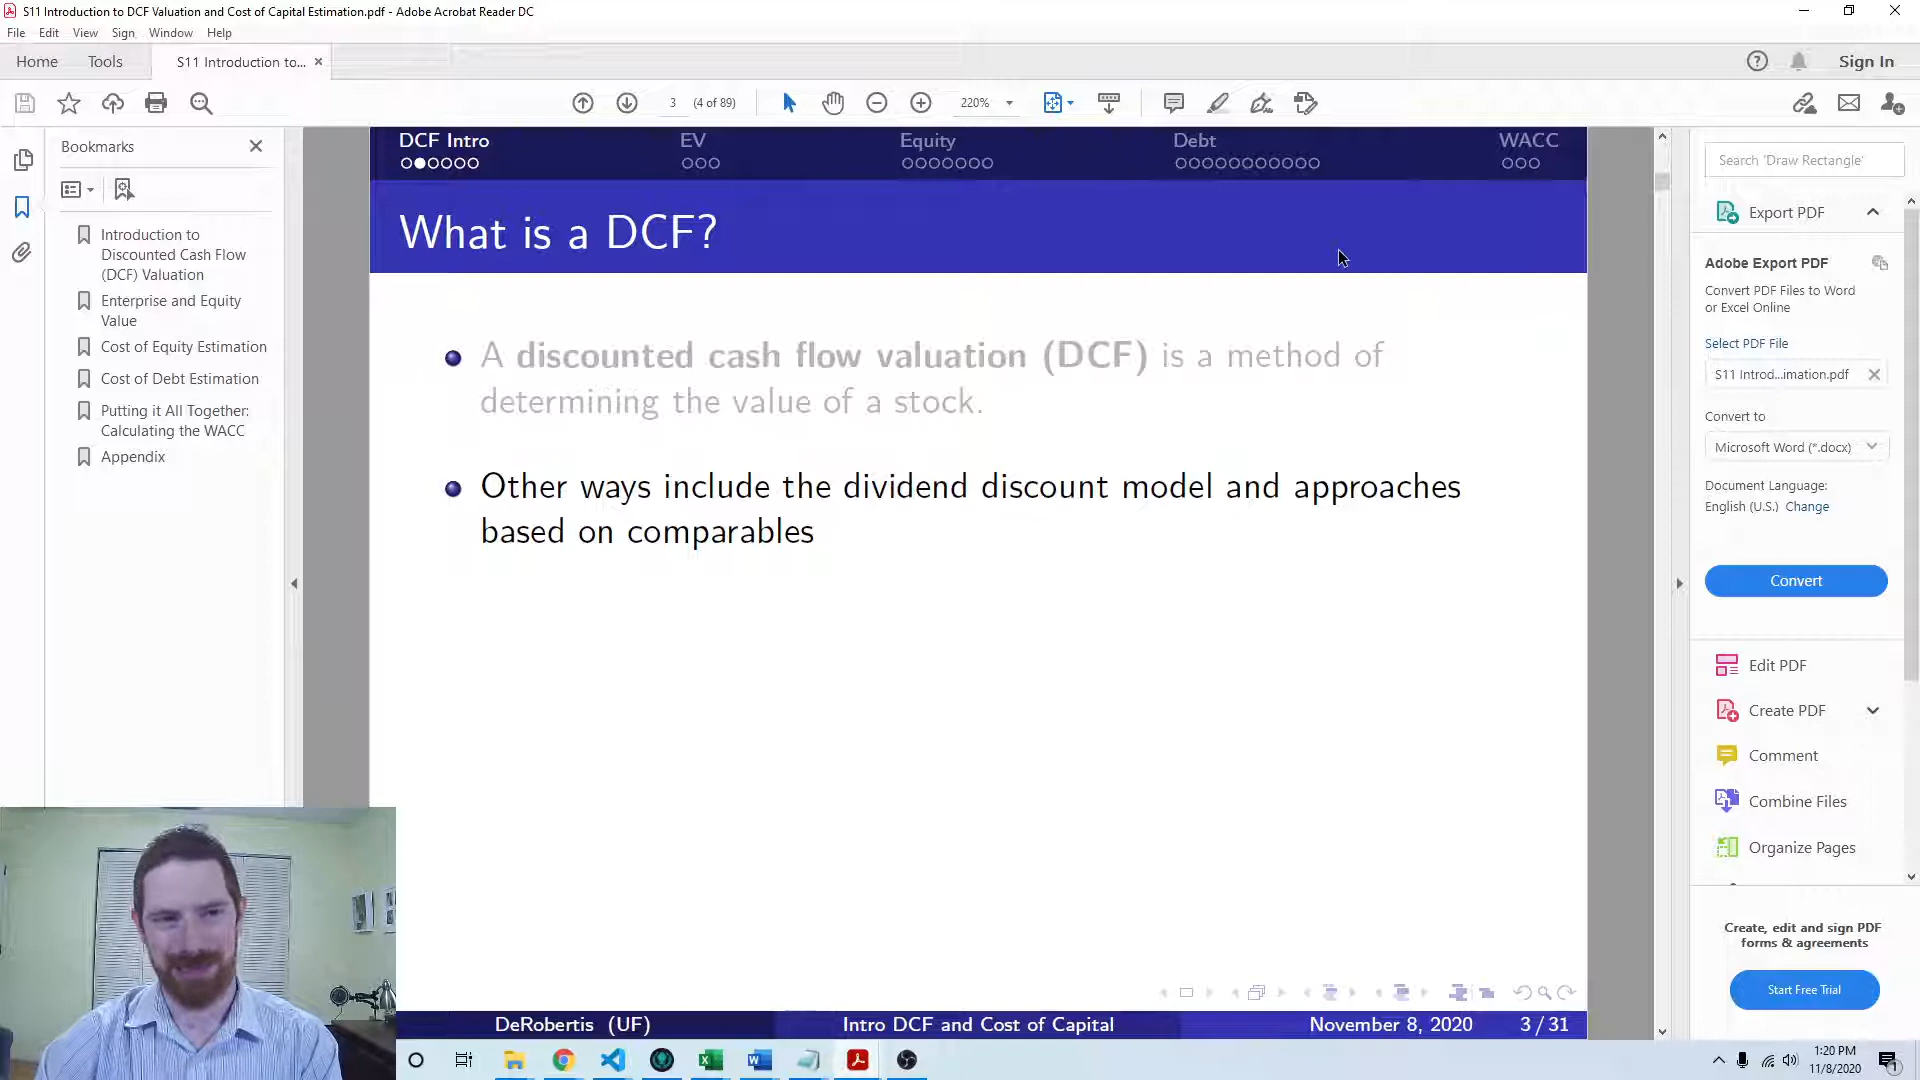 S11 Introduction to DCF Valuation and Cost of Capital Estimation.pdf - Adobe Acrobat Reader DC
File Edit View Sign Window Help
Home Tools S11 Introduction to... Sign In
3 (4 of 89) 220%
Bookmarks
Introduction to
Discounted Cash Flow
(DCF) Valuation
Enterprise and Equity
Value
Cost of Equity Estimation
Cost of Debt Estimation
Putting it All Together:
Calculating the WACC
Appendix
DCF Intro EV Equity Debt WACC
What is a DCF?
A discounted cash flow valuation (DCF) is a method of
determining the value of a stock.
Other ways include the dividend discount model and approaches
based on comparables
DeRobertis (UF) Intro DCF and Cost of Capital November 8, 2020 3 / 31
Search 'Draw Rectangle'
Export PDF
Adobe Export PDF
Convert PDF Files to Word
or Excel Online
Select PDF File
S11 Introd...imation.pdf
Convert to
Microsoft Word (*.docx)
Document Language:
English (U.S.) Change
Convert
Edit PDF
Create PDF
Comment
Combine Files
Organize Pages
Create, edit and sign PDF
forms & agreements
Start Free Trial
1:20 PM
11/8/2020
1